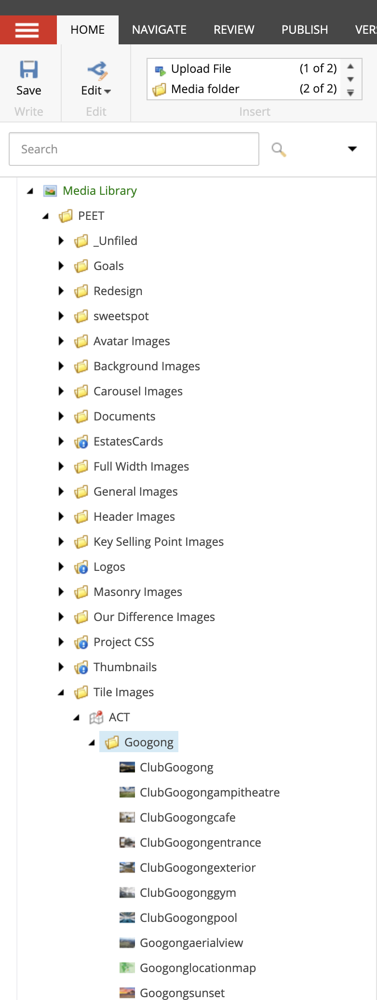 HOME NAVIGATE REVIEW PUBLISH
Save
Write
Edit
Edit
Upload File (1 of 2)
Media folder (2 of 2)
Insert
Search
Media Library
PEET
_Unfiled
Goals
Redesign
sweetspot
Avatar Images
Background Images
Carousel Images
Documents
EstatesCards
Full Width Images
General Images
Header Images
Key Selling Point Images
Logos
Masonry Images
Our Difference Images
Project CSS
Thumbnails
Tile Images
ACT
Googong
ClubGoogong
ClubGoogongampitheatre
ClubGoogongcafe
ClubGoogongentrance
ClubGoogongexterior
ClubGoogonggym
ClubGoogongpool
Googongaerialview
Googonglocationmap
Googongsunset